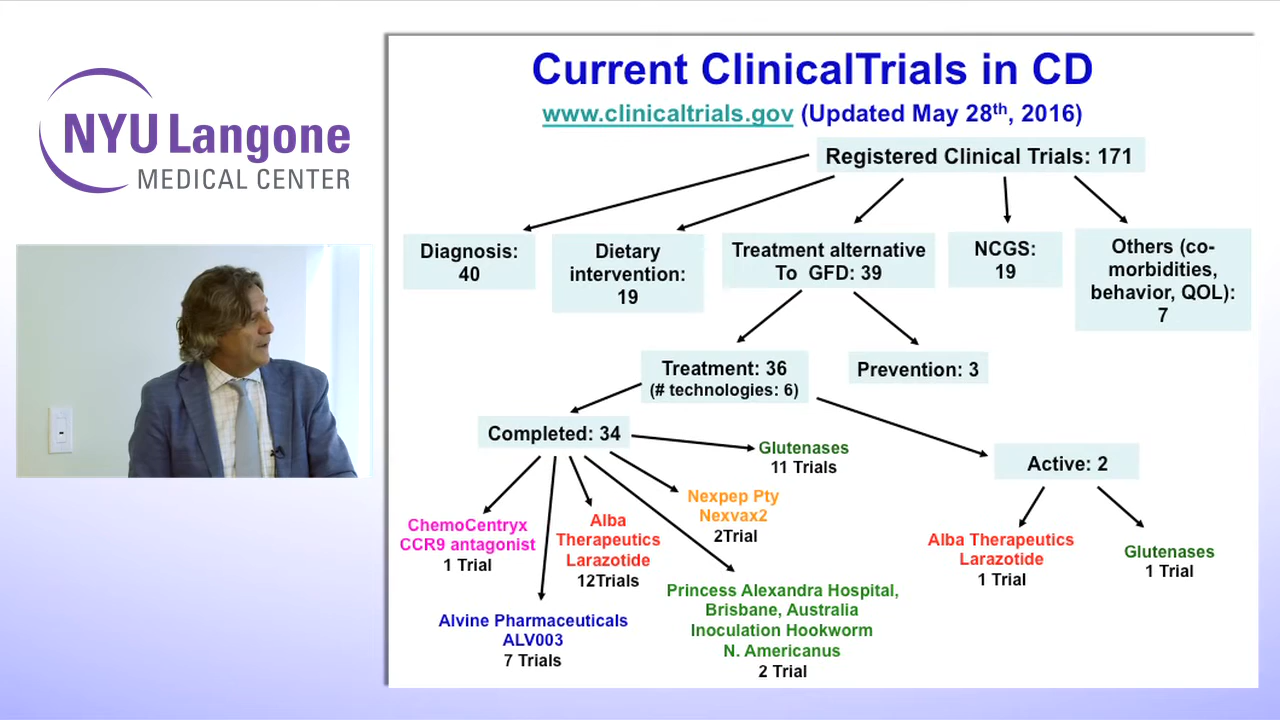 NYU Langone
MEDICAL CENTER
Current ClinicalTrials in CD
www.clinicaltrials.gov (Updated May 28th, 2016)
Registered Clinical Trials: 171
Diagnosis:
40
Dietary
intervention:
19
Treatment alternative
To GFD: 39
NCGS:
19
Others (co-
morbidities,
behavior, QOL):
7
Treatment: 36
(# technologies: 6)
Prevention: 3
Completed: 34
Glutenases
11 Trials
Active: 2
ChemoCentryx
CCR9 antagonist
1 Trial
Alba
Therapeutics
Larazotide
12Trials
Nexpep Pty
Nexvax2
2Trial
Alba Therapeutics
Larazotide
1 Trial
Glutenases
1 Trial
Alvine Pharmaceuticals
ALV003
7 Trials
Princess Alexandra Hospital,
Brisbane, Australia
Inoculation Hookworm
N. Americanus
2 Trial